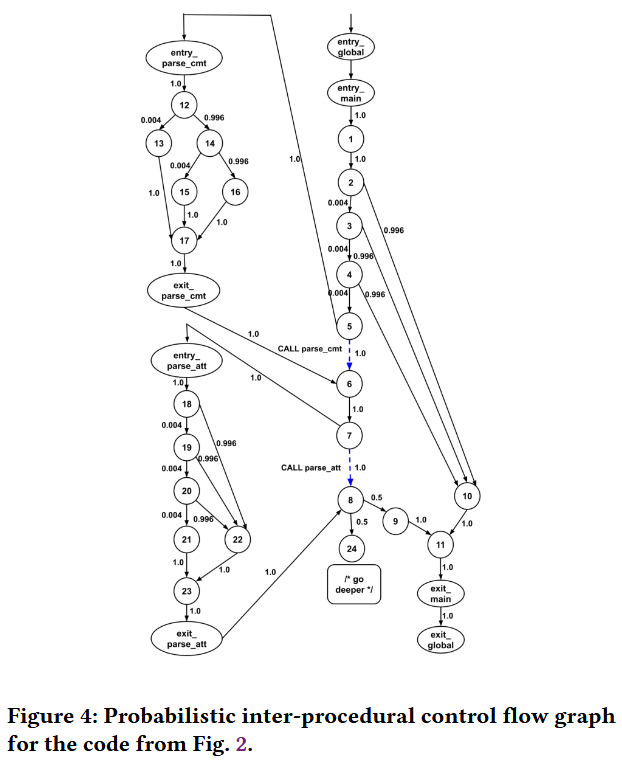 entry_
parse_cmt
entry_
global
entry_
main
1.0
12
0.004
0.996
13
14
0.004
0.996
15
16
1.0
1.0
1.0
17
1.0
exit_
parse_cmt
1.0
1.0
1
1.0
2
0.004
0.996
3
0.004
0.996
4
0.004
0.996
5
CALL parse_cmt
1.0
1.0
6
1.0
7
CALL parse_att
1.0
1.0
entry_
parse_att
1.0
18
0.004
0.996
19
0.996
0.004
20
0.004
0.996
21
22
1.0
1.0
23
1.0
exit_
parse_att
1.0
8
0.5
0.5
9
1.0
10
1.0
11
24
/* go
deeper */
1.0
exit_
main
1.0
exit_
global
Figure 4: Probabilistic inter-procedural control flow graph
for the code from Fig. 2.